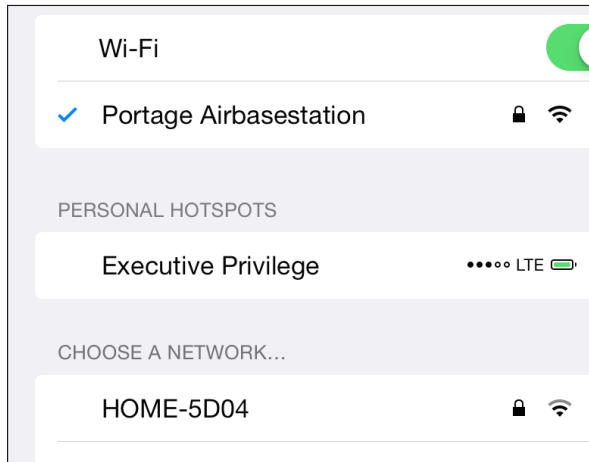 Wi-Fi
Portage Airbasestation
PERSONAL HOTSPOTS
Executive Privilege LTE
CHOOSE A NETWORK...
HOME-5D04